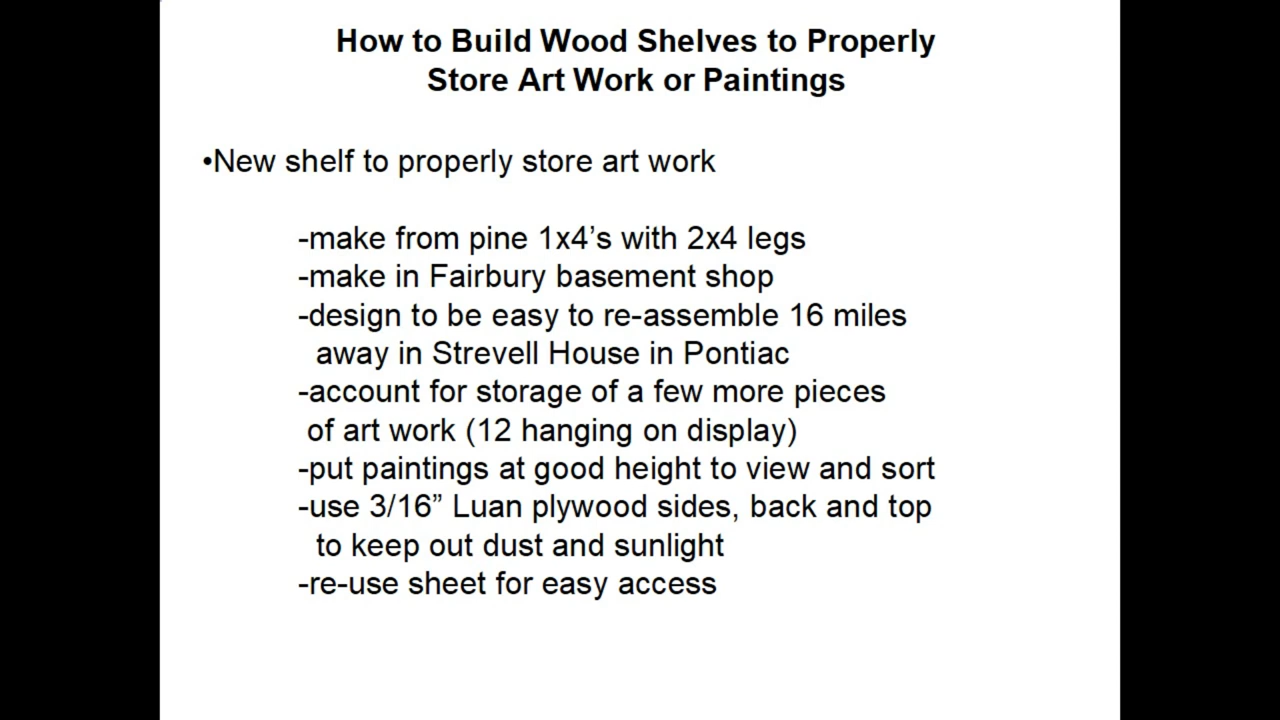 How to Build Wood Shelves to Properly
Store Art Work or Paintings
•New shelf to properly store art work
-make from pine 1x4’s with 2x4 legs
-make in Fairbury basement shop
-design to be easy to re-assemble 16 miles
away in Strevell House in Pontiac
-account for storage of a few more pieces
of art work (12 hanging on display)
-put paintings at good height to view and sort
-use 3/16” Luan plywood sides, back and top
to keep out dust and sunlight
-re-use sheet for easy access